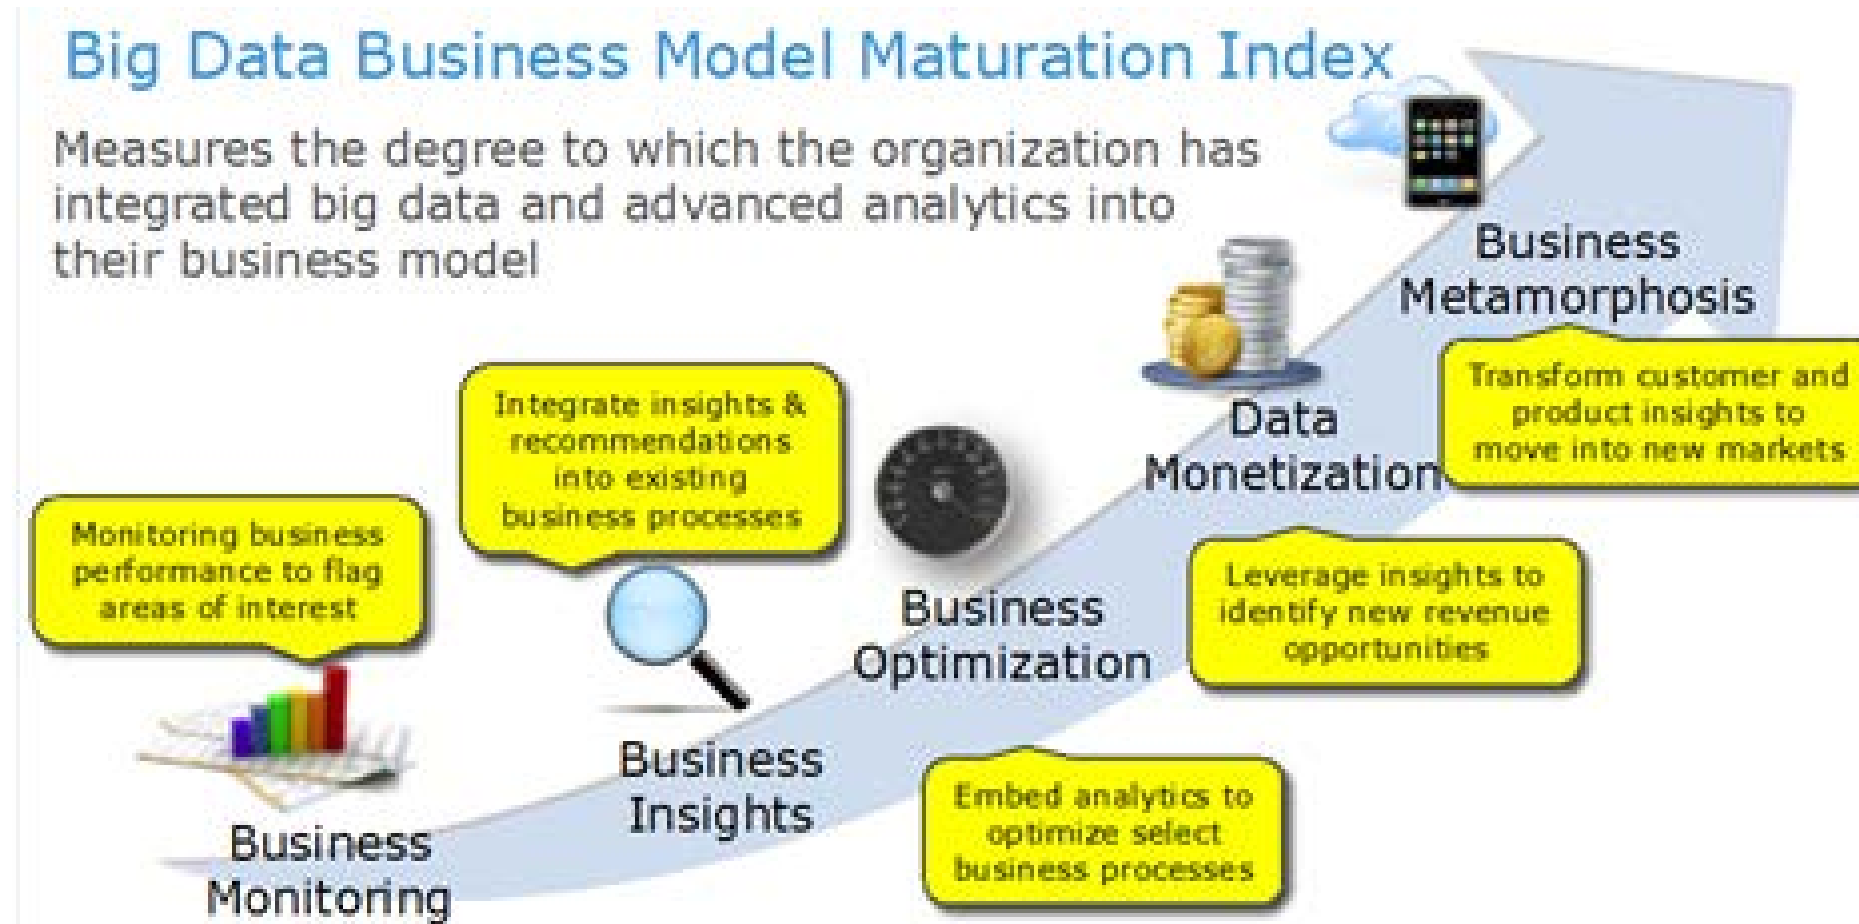 Big Data Business Model Maturation Index
Measures the degree to which the organization has
integrated big data and advanced analytics into
their business model
Monitoring business
performance to flag
areas of interest
Business
Monitoring
Integrate insights &
recommendations
into existing
business processes
Business
Insights
Business
Optimization
Embed analytics to
optimize select
business processes
Data
Monetization
Leverage insights to
identify new revenue
opportunities
Business
Metamorphosis
Transform customer and
product insights to
move into new markets